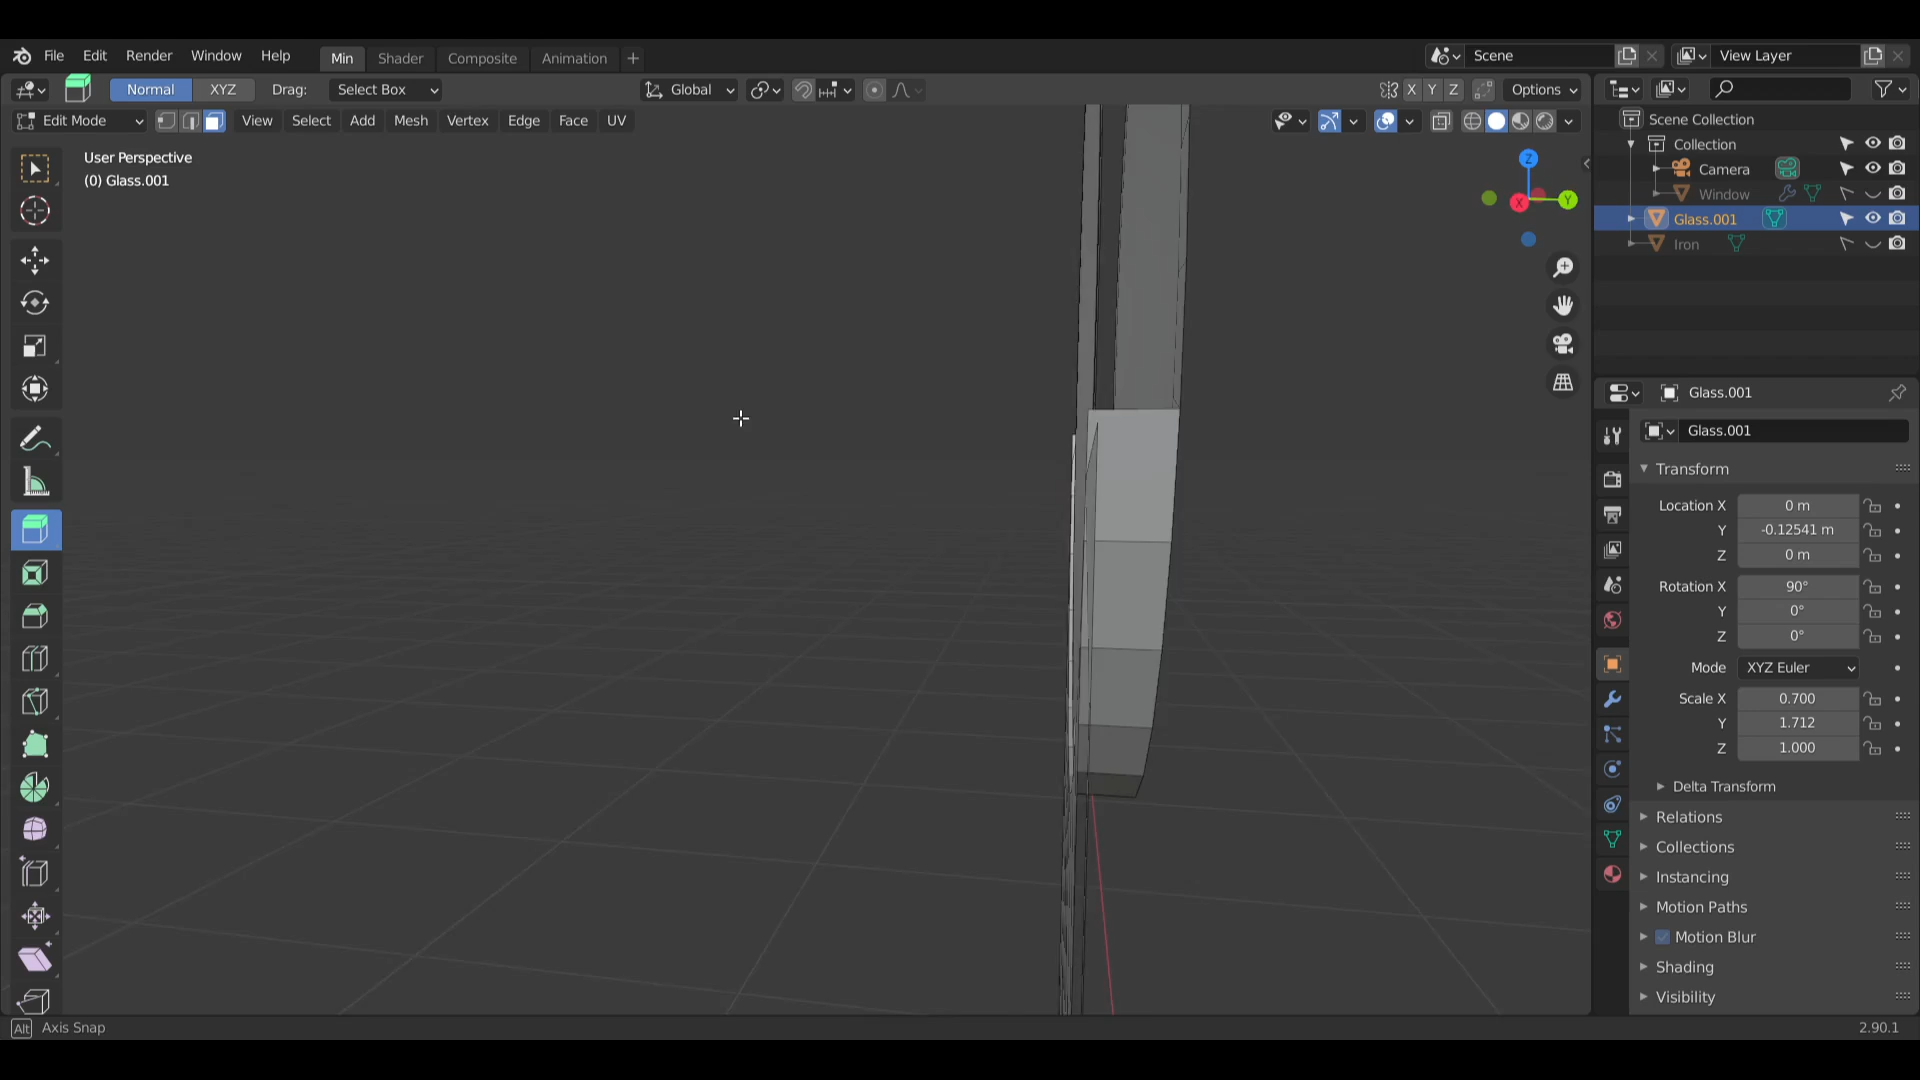 File Edit Render Window Help Min Shader Composite Animation + Scene View Layer
Normal XYZ Drag: Select Box Global X Y Z Options
Edit Mode View Select Add Mesh Vertex Edge Face UV
User Perspective
(0) Glass.001
Z
X
Y
Scene Collection
Collection
Camera
Window
Glass.001
Iron
Glass.001
Glass.001
Transform
Location X 0 m
Y -0.12541 m
Z 0 m
Rotation X 90°
Y 0°
Z 0°
Mode XYZ Euler
Scale X 0.700
Y 1.712
Z 1.000
Delta Transform
Relations
Collections
Instancing
Motion Paths
Motion Blur
Shading
Visibility
Alt Axis Snap
2.90.1